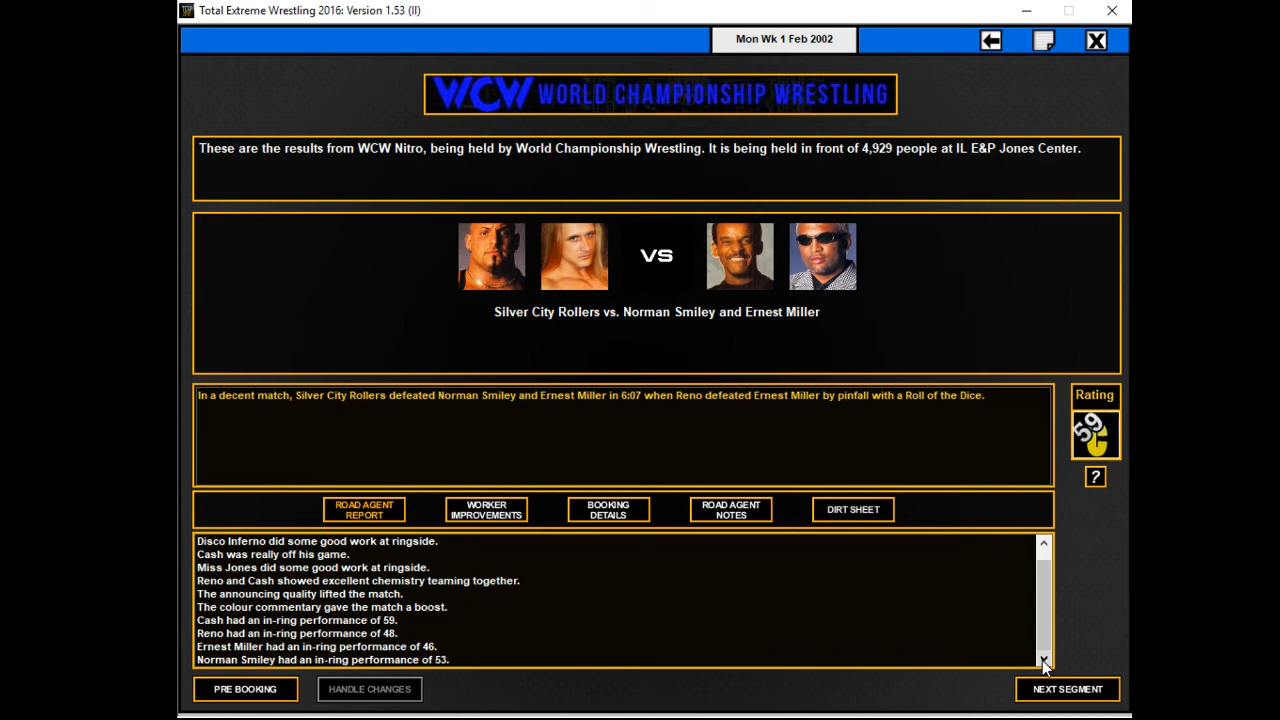 Total Extreme Wrestling 2016: Version 1.53 (II)
Mon Wk 1 Feb 2002
WCW WORLD CHAMPIONSHIP WRESTLING
These are the results from WCW Nitro, being held by World Championship Wrestling. It is being held in front of 4,929 people at IL E&P Jones Center.
VS
Silver City Rollers vs. Norman Smiley and Ernest Miller
In a decent match, Silver City Rollers defeated Norman Smiley and Ernest Miller in 6:07 when Reno defeated Ernest Miller by pinfall with a Roll of the Dice.
Rating
59
?
ROAD AGENT REPORT
WORKER IMPROVEMENTS
BOOKING DETAILS
ROAD AGENT NOTES
DIRT SHEET
Disco Inferno did some good work at ringside.
Cash was really off his game.
Miss Jones did some good work at ringside.
Reno and Cash showed excellent chemistry teaming together.
The announcing quality lifted the match.
The colour commentary gave the match a boost.
Cash had an in-ring performance of 59.
Reno had an in-ring performance of 48.
Ernest Miller had an in-ring performance of 46.
Norman Smiley had an in-ring performance of 53.
PRE BOOKING
HANDLE CHANGES
NEXT SEGMENT